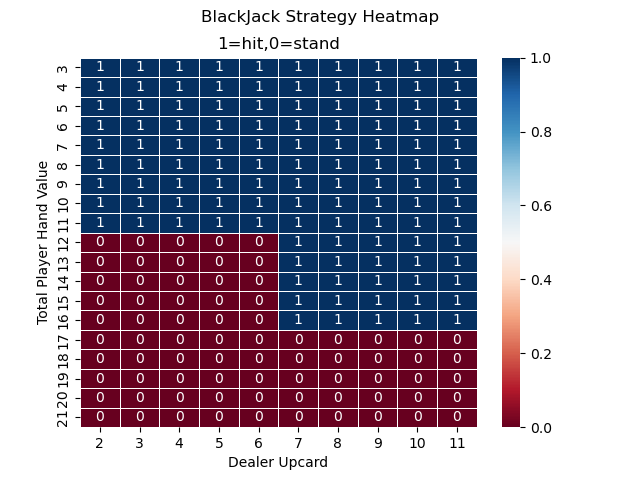 BlackJack Strategy Heatmap
1=hit,0=stand
Total Player Hand Value
3 1 1 1 1 1 1 1 1 1 1
4 1 1 1 1 1 1 1 1 1 1
5 1 1 1 1 1 1 1 1 1 1
6 1 1 1 1 1 1 1 1 1 1
7 1 1 1 1 1 1 1 1 1 1
8 1 1 1 1 1 1 1 1 1 1
9 1 1 1 1 1 1 1 1 1 1
10 1 1 1 1 1 1 1 1 1 1
11 1 1 1 1 1 1 1 1 1 1
12 0 0 0 0 0 1 1 1 1 1
13 0 0 0 0 0 1 1 1 1 1
14 0 0 0 0 0 1 1 1 1 1
15 0 0 0 0 0 1 1 1 1 1
16 0 0 0 0 0 1 1 1 1 1
17 0 0 0 0 0 0 0 0 0 0
18 0 0 0 0 0 0 0 0 0 0
19 0 0 0 0 0 0 0 0 0 0
20 0 0 0 0 0 0 0 0 0 0
21 0 0 0 0 0 0 0 0 0 0
2 3 4 5 6 7 8 9 10 11
Dealer Upcard
1.0
0.8
0.6
0.4
0.2
0.0